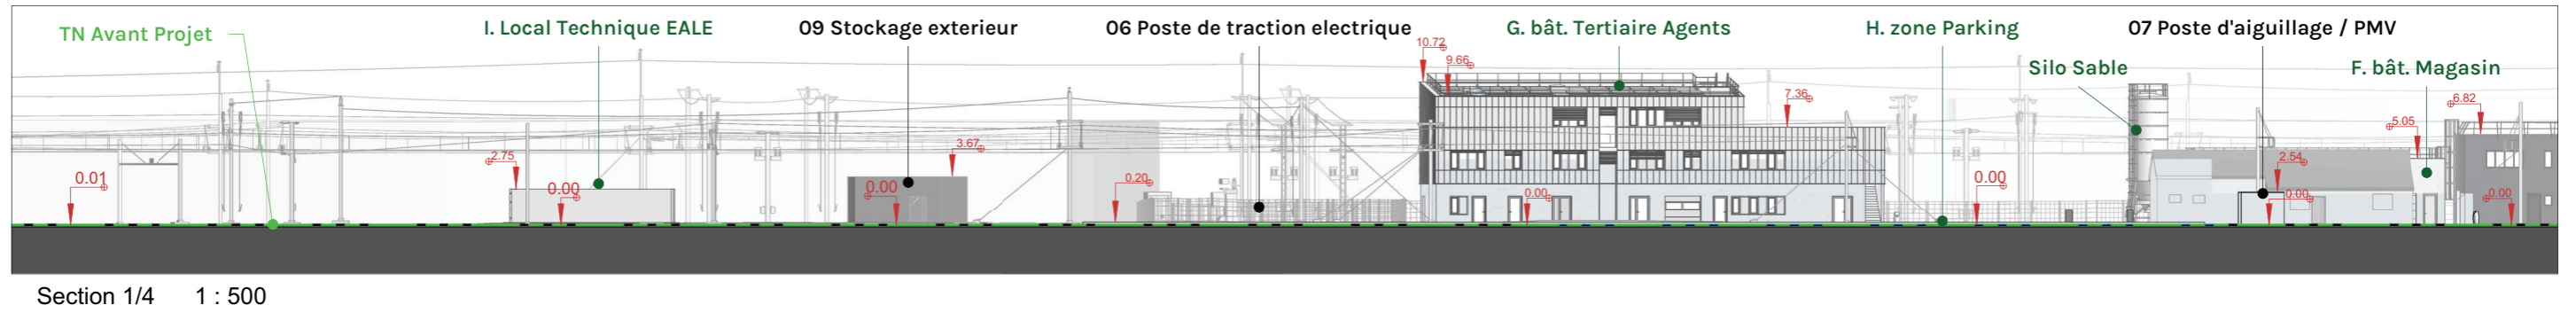 TN Avant Projet
I. Local Technique EALE
09 Stockage exterieur
06 Poste de traction electrique
G. bât. Tertiaire Agents
H. zone Parking
07 Poste d'aiguillage / PMV
Silo Sable
F. bât. Magasin
10.72
9.66
7.36
6.82
5.05
2.75
3.67
2.54
0.01
0.00
0.00
0.20
0.00
0.00
0.00
0.00
Section 1/4 1 : 500